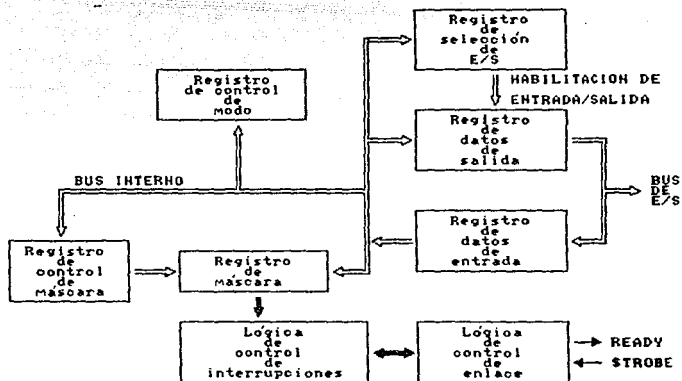 Registro
de
selección
de
E/S
HABILITACION DE
ENTRADA/SALIDA
Registro
de control
de
modo
Registro
de
datos
de
salida
BUS INTERNO
BUS
DE
E/S
Registro
de
datos
de
entrada
Registro
de
control
de
máscara
Registro
de
máscara
Lógica
de
control
de
interrupciones
Lógica
de
control
de
enlace
READY
STROBE